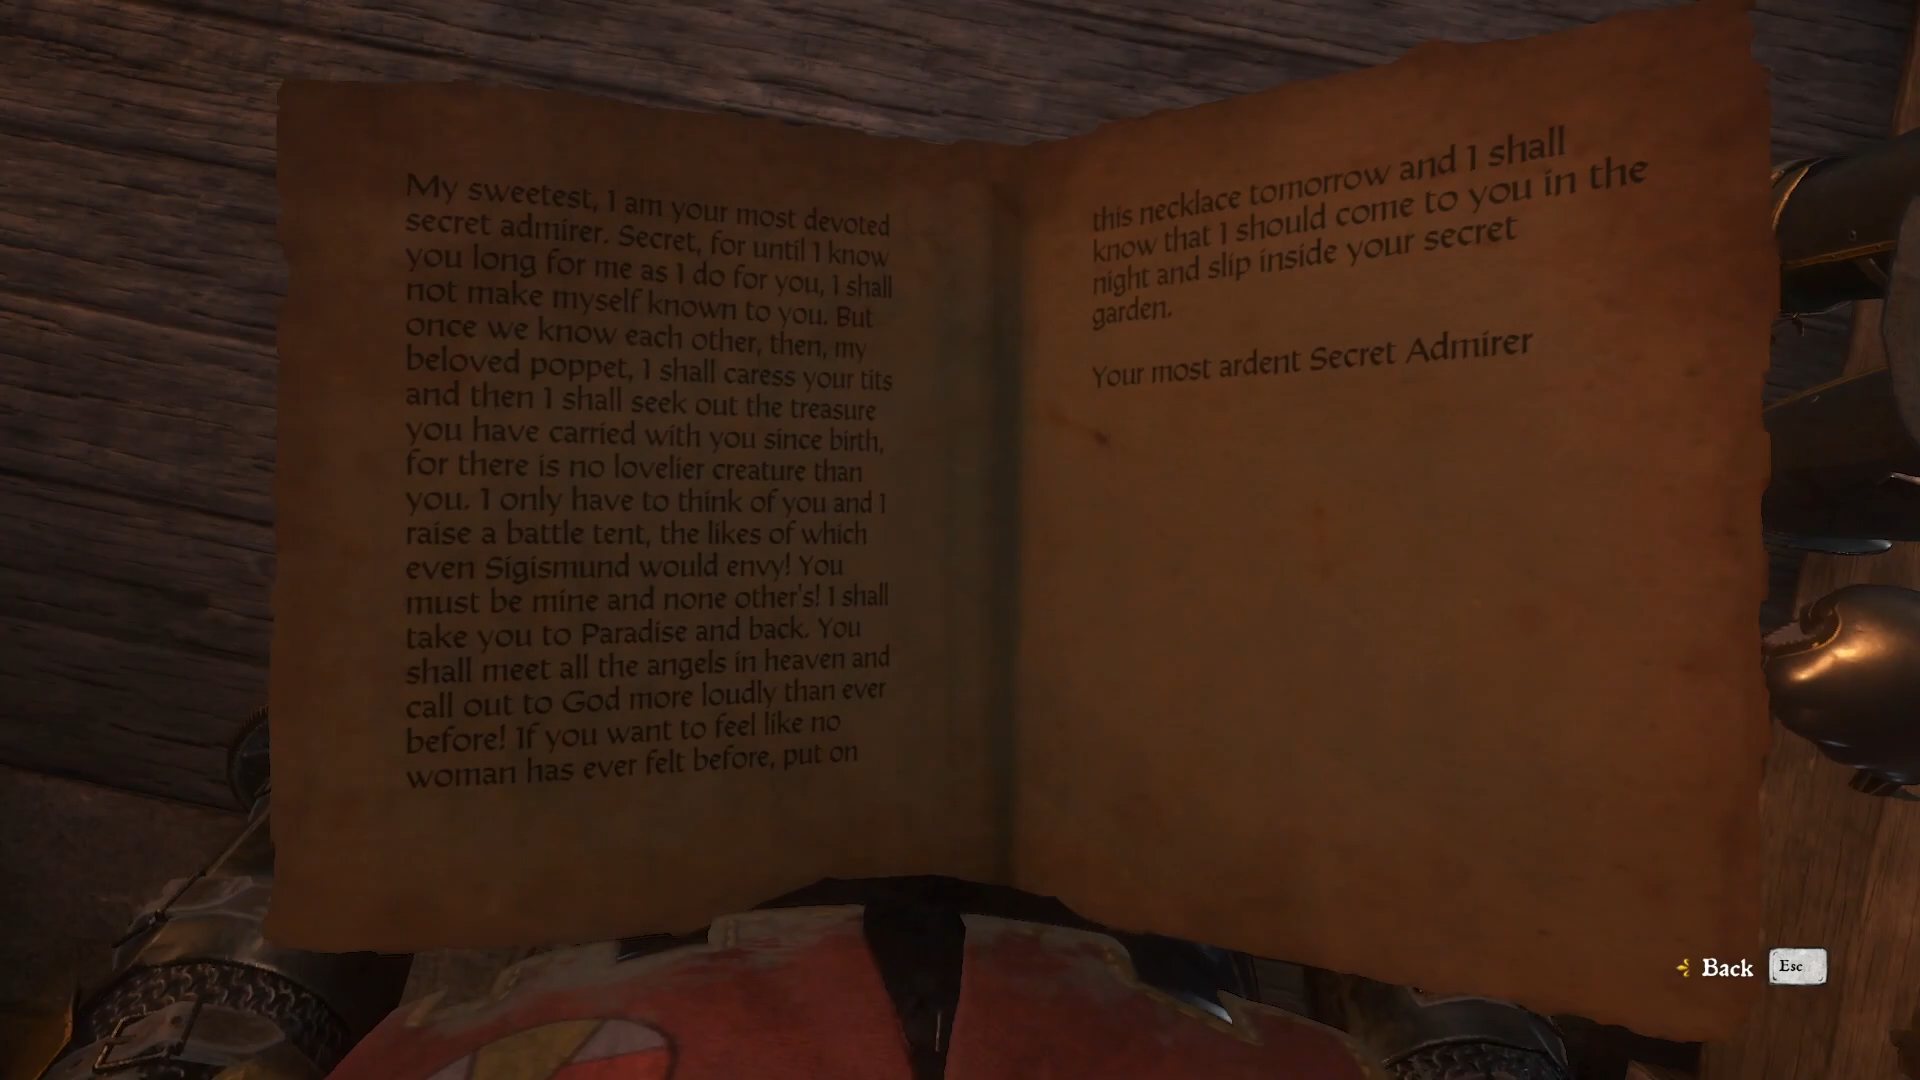 My sweetest, I am your most devoted
secret admirer. Secret, for until I know
you long for me as I do for you, I shall
not make myself known to you. But
once we know each other, then, my
beloved poppet, I shall caress your tits
and then I shall seek out the treasure
you have carried with you since birth,
for there is no lovelier creature than
you. I only have to think of you and I
raise a battle tent, the likes of which
even Sigismund would envy! You
must be mine and none other's! I shall
take you to Paradise and back. You
shall meet all the angels in heaven and
call out to God more loudly than ever
before! If you want to feel like no
woman has ever felt before, put on
this necklace tomorrow and I shall
know that I should come to you in the
night and slip inside your secret
garden.
Your most ardent Secret Admirer
Back Esc